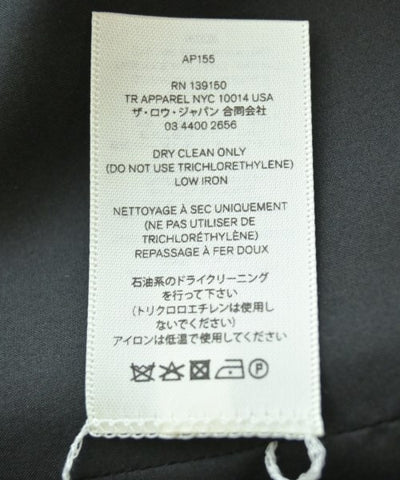 AP155
RN 139150
TR APPAREL NYC 10014 USA
ザ・ロウ・ジャパン 合同会社
03 4400 2656
DRY CLEAN ONLY
(DO NOT USE TRICHLORETHYLENE)
LOW IRON
NETTOYAGE À SEC UNIQUEMENT
(NE PAS UTILISER DE
TRICHLORÉTHYLÈNE)
REPASSAGE À FER DOUX
石油系のドライクリーニング
を行って下さい
(トリクロロエチレンは使用し
ないでください)
アイロンは低温で使用してください